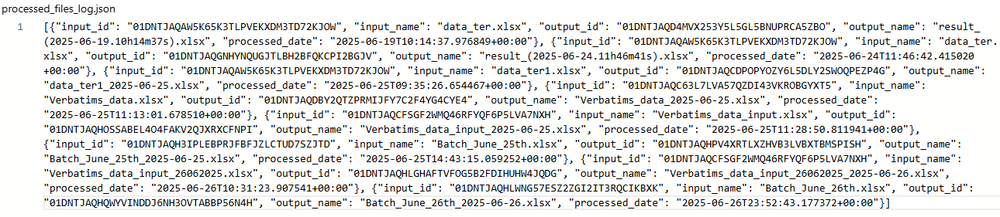 processed_files_log.json
1 [{"input_id": "01DNTJAQAW5K65K3TLPVEKXDM3TD72KJOW", "input_name": "data_ter.xlsx", "output_id": "01DNTJAQD4MVX253Y5L5GL5BNUPRCA5ZBO", "output_name": "result_
(2025-06-19.10h14m37s).xlsx", "processed_date": "2025-06-19T10:14:37.976849+00:00"}, {"input_id": "01DNTJAQAW5K65K3TLPVEKXDM3TD72KJOW", "input_name": "data_ter.
xlsx", "output_id": "01DNTJAQGNHYNQUGJTLBH2BFQKCPI2BGJV", "output_name": "result_(2025-06-24.11h46m41s).xlsx", "processed_date": "2025-06-24T11:46:42.415020
+00:00"}, {"input_id": "01DNTJAQAW5K65K3TLPVEKXDM3TD72KJOW", "input_name": "data_ter1.xlsx", "output_id": "01DNTJAQCDPOPYOZY6L5DLY2SWOQPEZP4G", "output_name":
"data_ter1_2025-06-25.xlsx", "processed_date": "2025-06-25T09:35:26.654467+00:00"}, {"input_id": "01DNTJAQC63L7LVA57QZDI43VKROBGYXT5", "input_name":
"Verbatims_data.xlsx", "output_id": "01DNTJAQDBY2QTZPRMIJFY7C2F4YG4CYE4", "output_name": "Verbatims_data_2025-06-25.xlsx", "processed_date":
"2025-06-25T11:13:01.678510+00:00"}, {"input_id": "01DNTJAQCFSGF2WMQ46RFYQF6P5LVA7NXH", "input_name": "Verbatims_data_input.xlsx", "output_id":
"01DNTJAQHOSSABEL4O4FAKV2QJXRXCFNPI", "output_name": "Verbatims_data_input_2025-06-25.xlsx", "processed_date": "2025-06-25T11:28:50.811941+00:00"},
{"input_id": "01DNTJAQH3IPLEBPRJFBFJZLCTUD7SZJTD", "input_name": "Batch_June_25th.xlsx", "output_id": "01DNTJAQHPV4XRTLXZHVB3LVBXTBMSPISH", "output_name":
"Batch_June_25th_2025-06-25.xlsx", "processed_date": "2025-06-25T14:43:15.059252+00:00"}, {"input_id": "01DNTJAQCFSGF2WMQ46RFYQF6P5LVA7NXH", "input_name":
"Verbatims_data_input_26062025.xlsx", "output_id": "01DNTJAQHLGHAFTVFOG5B2FDIHUHW4JQDG", "output_name": "Verbatims_data_input_26062025_2025-06-26.xlsx",
"processed_date": "2025-06-26T10:31:23.907541+00:00"}, {"input_id": "01DNTJAQHLWNG57ESZ2ZGI2IT3RQCIKBXK", "input_name": "Batch_June_26th.xlsx", "output_id":
"01DNTJAQHQWYVINDDJ6NH3OVTABBP56N4H", "output_name": "Batch_June_26th_2025-06-26.xlsx", "processed_date": "2025-06-26T23:52:43.177372+00:00"}]